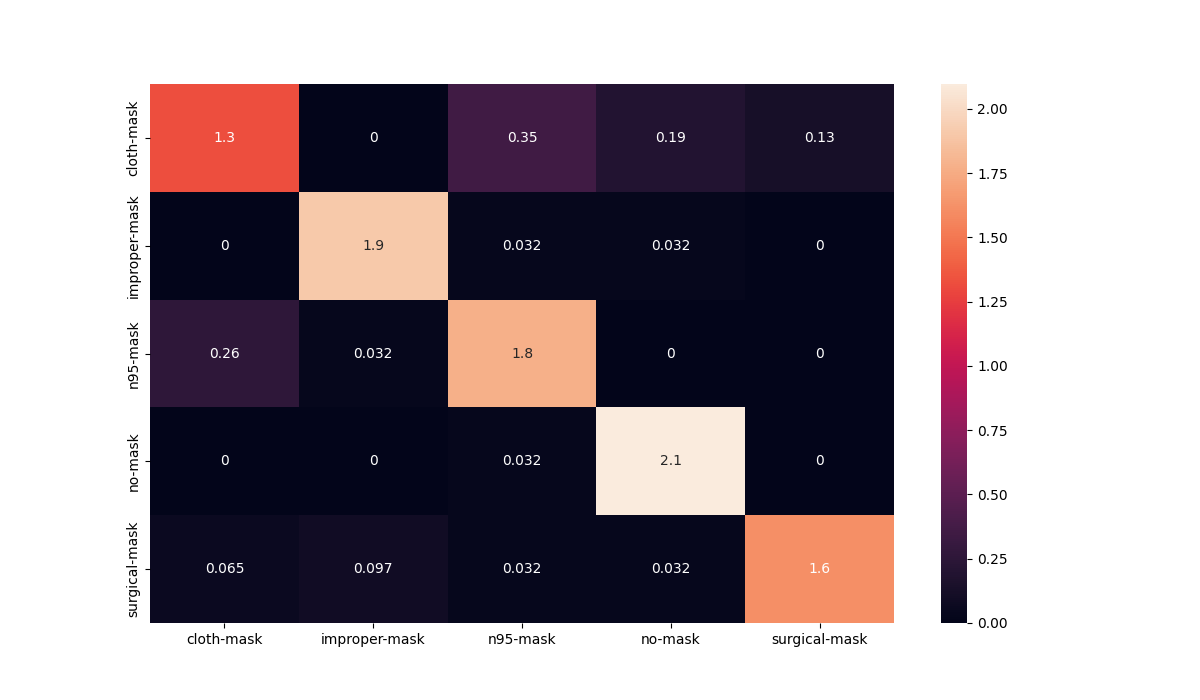 cloth-mask 1.3 0 0.35 0.19 0.13 2.00
improper-mask 0 1.9 0.032 0.032 0 1.75
n95-mask 0.26 0.032 1.8 0 0 1.50
no-mask 0 0 0.032 2.1 0 1.25
surgical-mask 0.065 0.097 0.032 0.032 1.6 1.00
0.75
0.50
0.25
0.00
cloth-mask improper-mask n95-mask no-mask surgical-mask